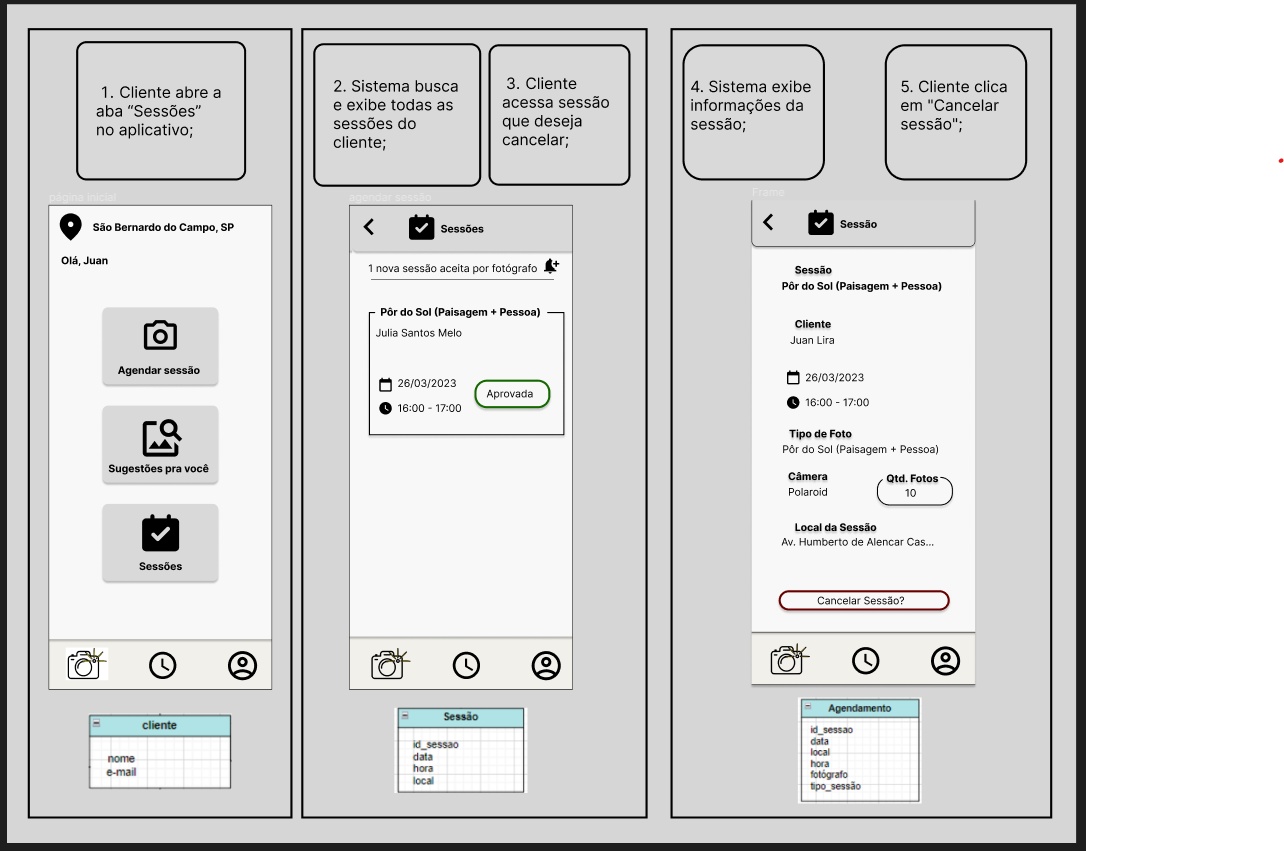 1. Cliente abre a
aba “Sessões”
no aplicativo;
2. Sistema busca
e exibe todas as
sessões do
cliente;
3. Cliente
acessa sessão
que deseja
cancelar;
4. Sistema exibe
informações da
sessão;
5. Cliente clica
em "Cancelar
sessão";
página inicial
São Bernardo do Campo, SP
Olá, Juan
Agendar sessão
Sugestões pra você
Sessões
cliente
nome
e-mail
agendar sessão
Sessões
1 nova sessão aceita por fotógrafo
Pôr do Sol (Paisagem + Pessoa)
Julia Santos Melo
26/03/2023
16:00 - 17:00
Aprovada
Sessão
id_sessao
data
hora
local
Frame
Sessão
Sessão
Pôr do Sol (Paisagem + Pessoa)
Cliente
Juan Lira
26/03/2023
16:00 - 17:00
Tipo de Foto
Pôr do Sol (Paisagem + Pessoa)
Câmera
Polaroid
Qtd. Fotos
10
Local da Sessão
Av. Humberto de Alencar Cas...
Cancelar Sessão?
Agendamento
id_sessao
data
local
hora
fotógrafo
tipo_sessão